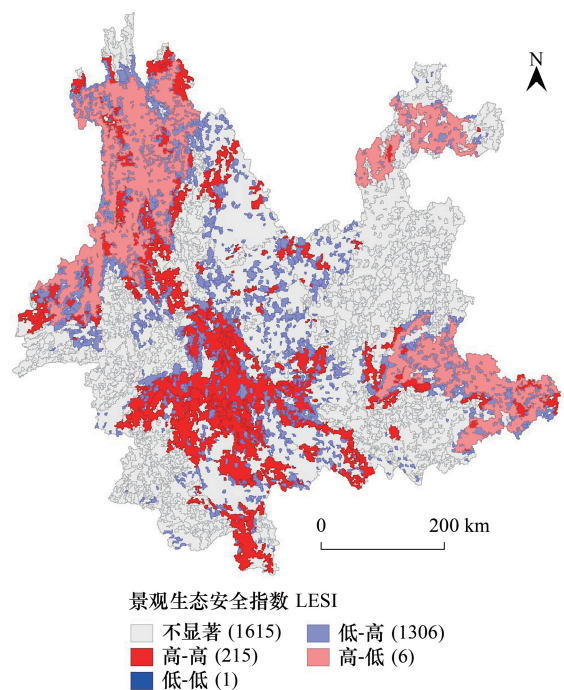 N
0 200 km
景观生态安全指数 LESI
不显著 (1615)
低-高 (1306)
高-高 (215)
高-低 (6)
低-低 (1)